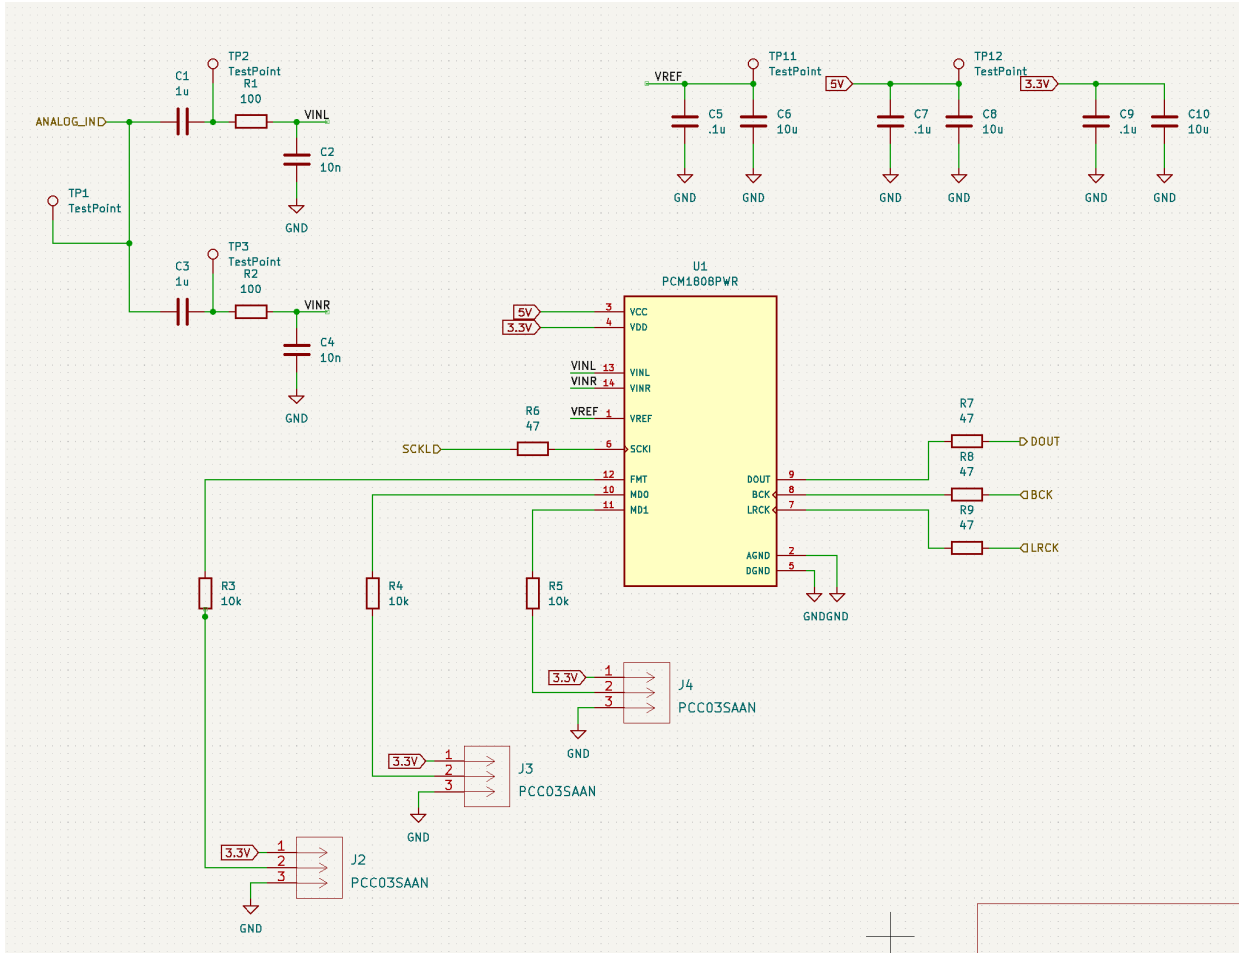 TP2
TestPoint
C1
1u
R1
100
ANALOG_IN
VINL
C2
10n
GND
TP1
TestPoint
TP3
TestPoint
C3
1u
R2
100
VINR
C4
10n
GND
VREF
TP11
TestPoint
C5
.1u
C6
10u
GND
GND
5V
TP12
TestPoint
C7
.1u
C8
10u
GND
GND
3.3V
C9
.1u
C10
10u
GND
GND
U1
PCM1808PWR
5V
3
VCC
3.3V
4
VDD
VINL
13
VINL
VINR
14
VINR
VREF
1
VREF
SCKL
R6
47
6
SCKI
12
FMT
10
MD0
11
MD1
DOUT
9
BCK
8
LRCK
7
AGND
2
DGND
5
GND
GND
R7
47
DOUT
R8
47
BCK
R9
47
LRCK
R3
10k
R4
10k
R5
10k
3.3V
1
2
3
J4
PCC03SAAN
GND
3.3V
1
2
3
J3
PCC03SAAN
GND
3.3V
1
2
3
J2
PCC03SAAN
GND